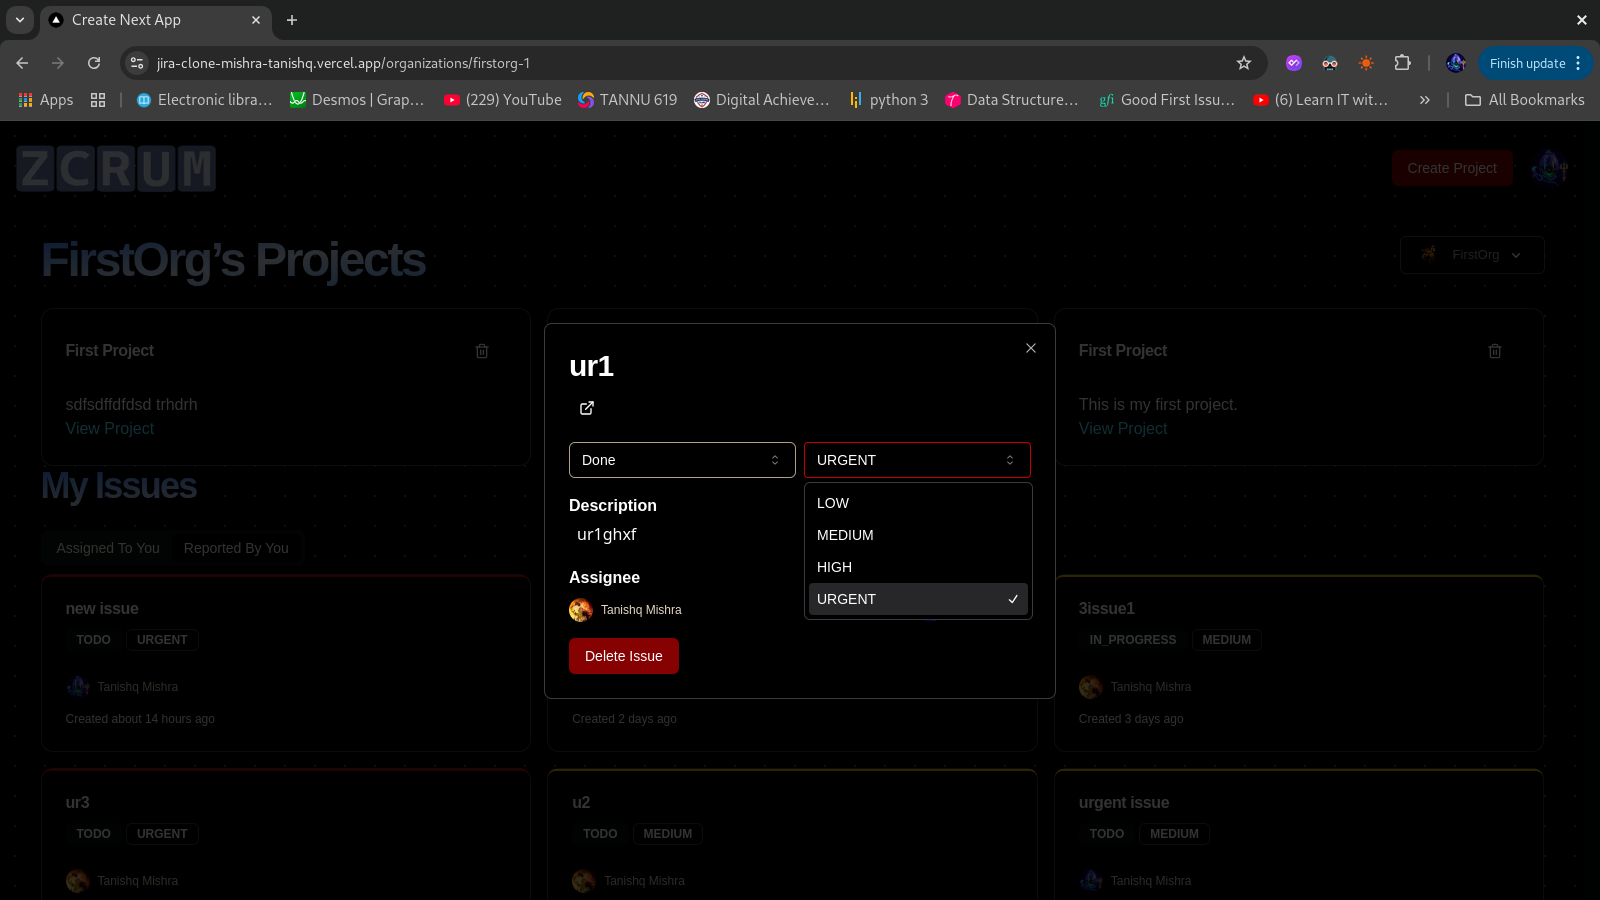 Create Next App
jira-clone-mishra-tanishq.vercel.app/organizations/firstorg-1
Finish update
Apps
Electronic libra...
Desmos | Grap...
(229) YouTube
TANNU 619
Digital Achieve...
python 3
Data Structure...
gfi Good First Issu...
(6) Learn IT wit...
All Bookmarks
ZCRUM
Create Project
FirstOrg's Projects
FirstOrg
First Project
sdfsdffdfdsd trhdrh
View Project
First Project
This is my first project.
View Project
ur1
Done
URGENT
LOW
MEDIUM
HIGH
URGENT
Description
ur1ghxf
Assignee
Tanishq Mishra
Delete Issue
My Issues
Assigned To You
Reported By You
new issue
TODO URGENT
Tanishq Mishra
Created about 14 hours ago
Created 2 days ago
3issue1
IN_PROGRESS MEDIUM
Tanishq Mishra
Created 3 days ago
ur3
TODO URGENT
Tanishq Mishra
u2
TODO MEDIUM
Tanishq Mishra
urgent issue
TODO MEDIUM
Tanishq Mishra